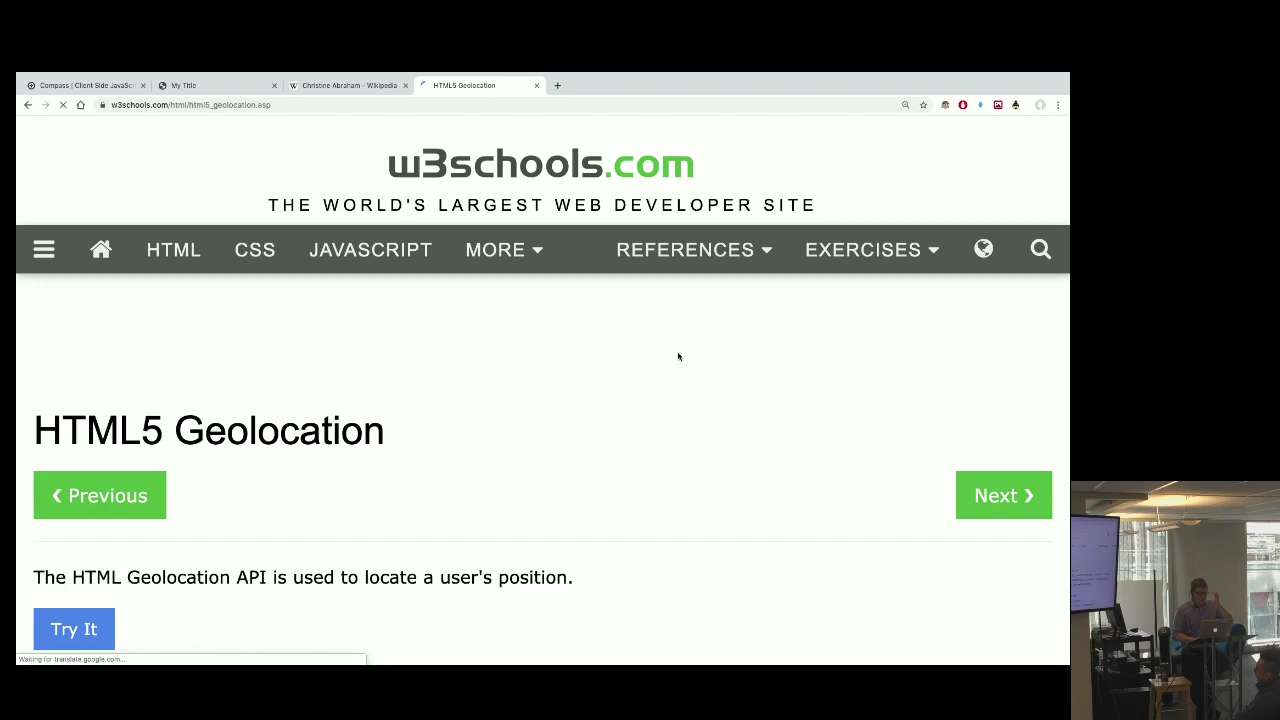 Compass | Client Side JavaSc
My Title
Christine Abraham - Wikipedia
HTML5 Geolocation
w3schools.com/html/html5_geolocation.asp
w3schools.com
THE WORLD'S LARGEST WEB DEVELOPER SITE
HTML CSS JAVASCRIPT MORE REFERENCES EXERCISES
HTML5 Geolocation
❮ Previous
Next ❯
The HTML Geolocation API is used to locate a user's position.
Try It
Waiting for translate.google.com...